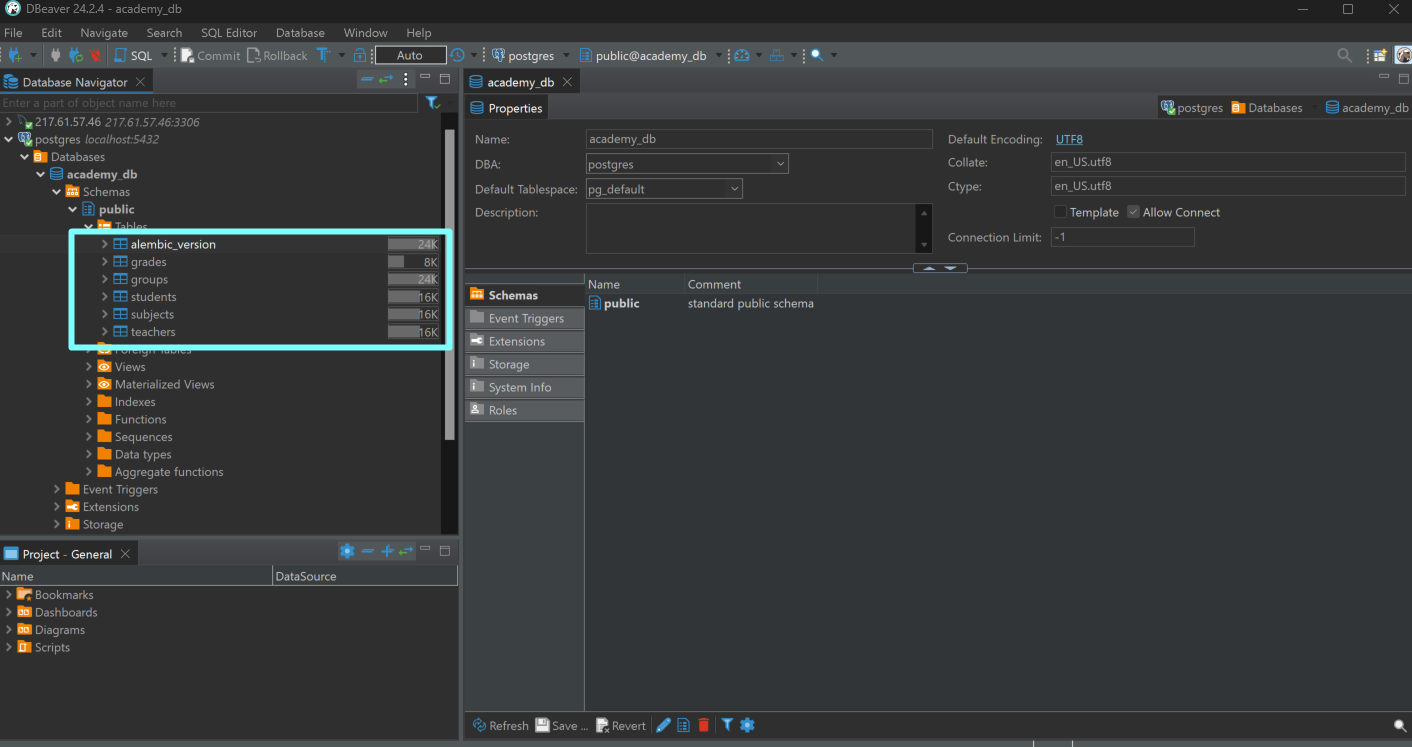 DBeaver 24.2.4 - academy_db
File Edit Navigate Search SQL Editor Database Window Help
SQL Commit Rollback T Auto postgres public@academy_db
Database Navigator
Enter a part of object name here
217.61.57.46 217.61.57.46:3306
postgres localhost:5432
Databases
academy_db
Schemas
public
Tables
alembic_version 24K
grades 8K
groups 24K
students 16K
subjects 16K
teachers 16K
Foreign Tables
Views
Materialized Views
Indexes
Functions
Sequences
Data types
Aggregate functions
Event Triggers
Extensions
Storage
Project - General
Name DataSource
Bookmarks
Dashboards
Diagrams
Scripts
academy_db
Properties
postgres Databases academy_db
Name: academy_db
DBA: postgres
Default Tablespace: pg_default
Description:
Default Encoding: UTF8
Collate: en_US.utf8
Ctype: en_US.utf8
Template Allow Connect
Connection Limit: -1
Schemas
Event Triggers
Extensions
Storage
System Info
Roles
Name Comment
public standard public schema
Refresh Save ... Revert